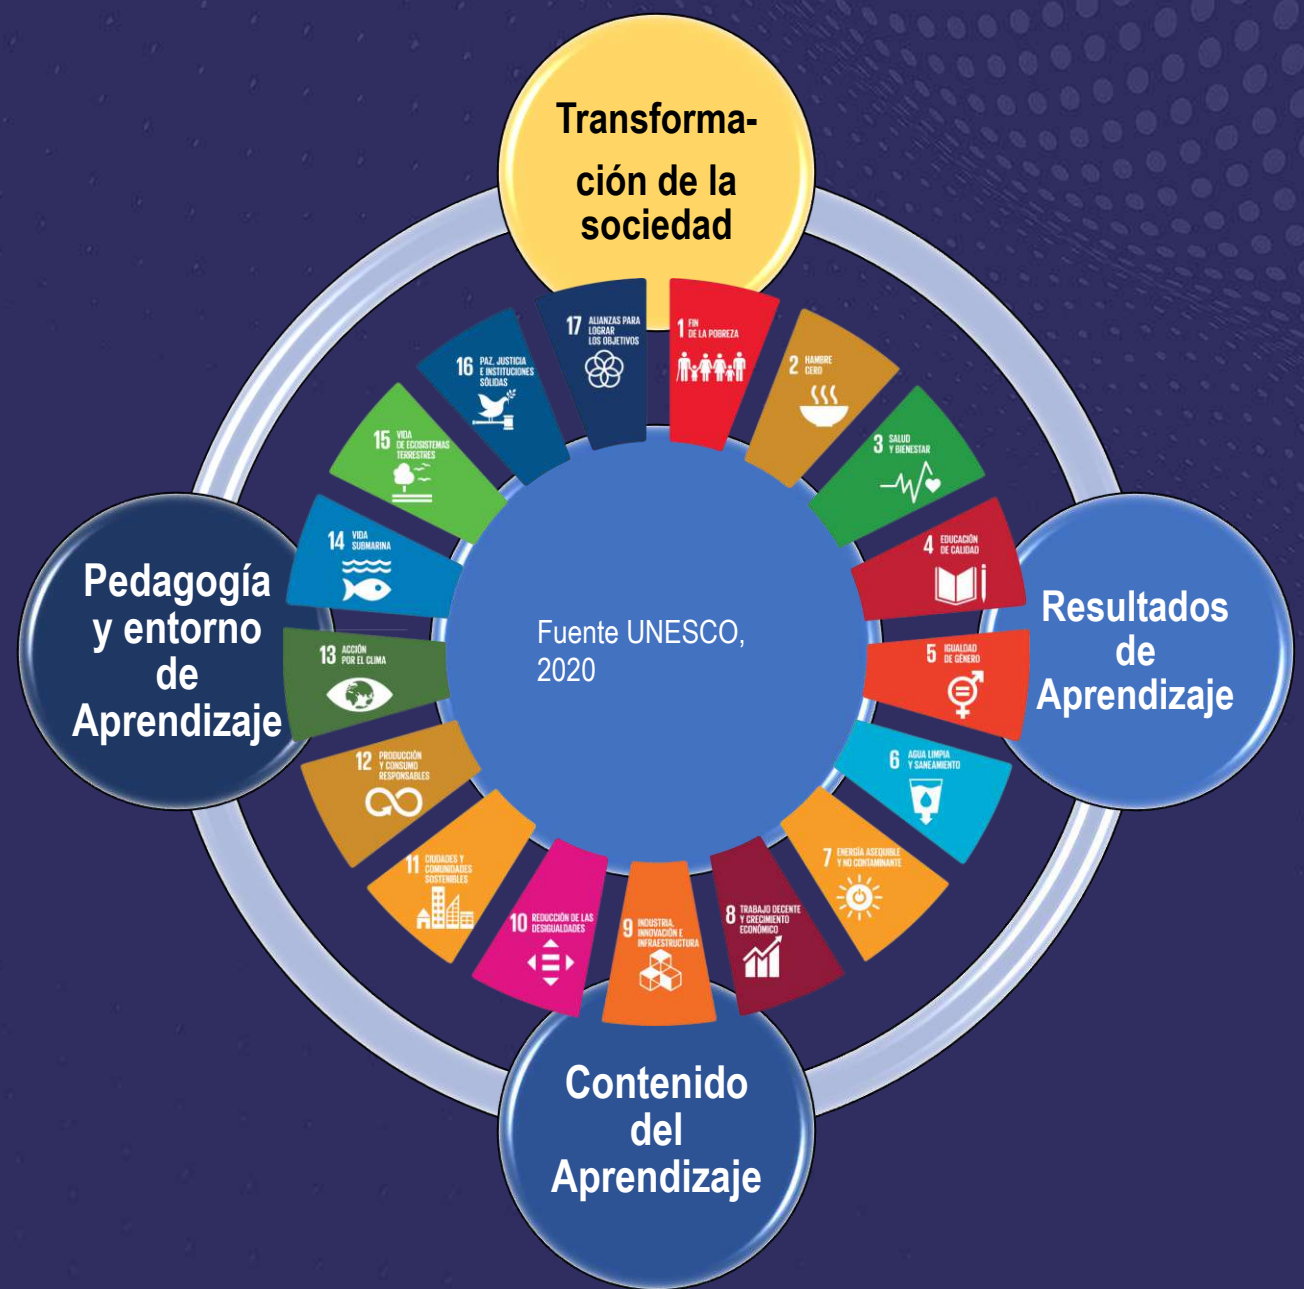 Transforma-
ción de la
sociedad
17 ALIANZAS PARA
LOGRAR
LOS OBJETIVOS
1 FIN
DE LA POBREZA
2 HAMBRE
CERO
3 SALUD
Y BIENESTAR
4 EDUCACIÓN
DE CALIDAD
5 IGUALDAD
DE GÉNERO
6 AGUA LIMPIA
Y SANEAMIENTO
7 ENERGÍA ASEQUIBLE
Y NO CONTAMINANTE
8 TRABAJO DECENTE
Y CRECIMIENTO
ECONÓMICO
9 INDUSTRIA,
INNOVACIÓN E
INFRAESTRUCTURA
10 REDUCCIÓN DE LAS
DESIGUALDADES
11 CIUDADES Y
COMUNIDADES
SOSTENIBLES
12 PRODUCCIÓN
Y CONSUMO
RESPONSABLES
13 ACCIÓN
POR EL CLIMA
14 VIDA
SUBMARINA
15 VIDA
DE ECOSISTEMAS
TERRESTRES
16 PAZ, JUSTICIA
E INSTITUCIONES
SÓLIDAS
Fuente UNESCO,
2020
Resultados
de
Aprendizaje
Contenido
del
Aprendizaje
Pedagogía
y entorno
de
Aprendizaje